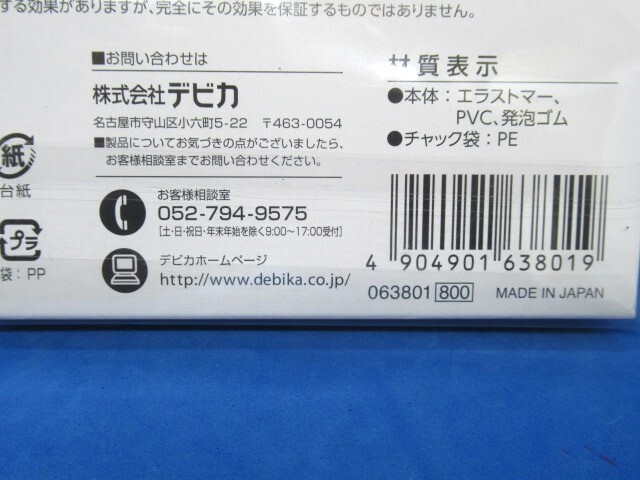 する効果がありますが、完全にその効果を保証するものではありません。
■お問い合わせは
株式会社デビカ
名古屋市守山区小六町5-22 〒463-0054
■製品についてお気づきの点がございましたら、
お客様相談室までお問い合わせください。
お客様相談室
052-794-9575
[土・日・祝日・年末年始を除く9:00〜17:00受付]
デビカホームページ
http://www.debika.co.jp/
紙
台紙
プラ
袋：PP
材質表示
●本体：エラストマー、
PVC、発泡ゴム
●チャック袋：PE
4 904901 638019
063801 800 MADE IN JAPAN